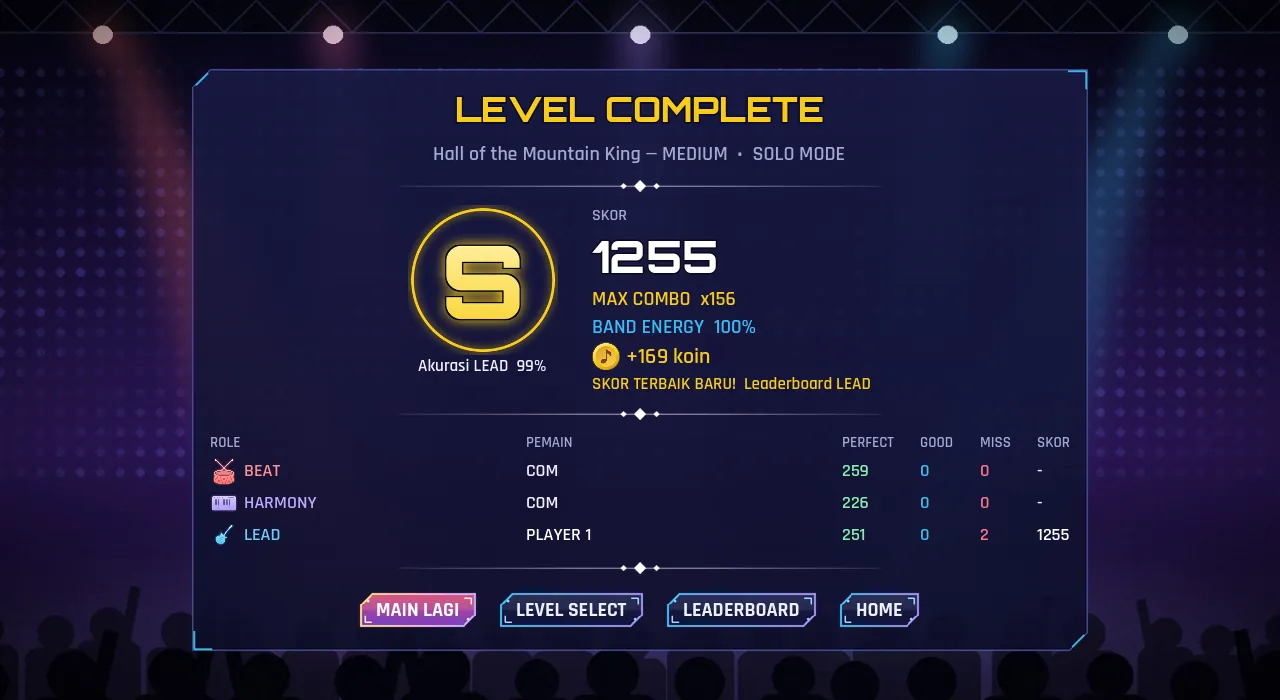 LEVEL COMPLETE
Hall of the Mountain King – MEDIUM • SOLO MODE
S
Akurasi LEAD 99%
SKOR
1255
MAX COMBO x156
BAND ENERGY 100%
+169 koin
SKOR TERBAIK BARU! Leaderboard LEAD
ROLE PEMAIN PERFECT GOOD MISS SKOR
BEAT COM 259 0 0 -
HARMONY COM 226 0 0 -
LEAD PLAYER 1 251 0 2 1255
MAIN LAGI LEVEL SELECT LEADERBOARD HOME